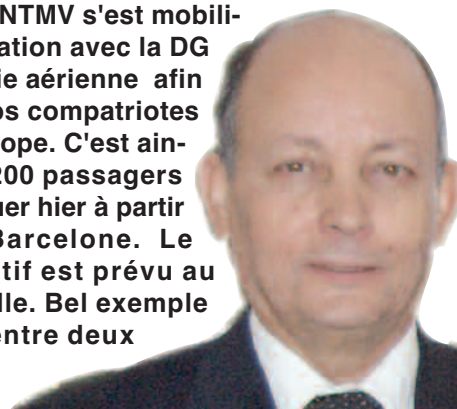 NTMV s'est mobili-
ation avec la DG
ie aérienne afin
os compatriotes
ope. C'est ain-
200 passagers
uer hier à partir
Barcelone. Le
tif est prévu au
lle. Bel exemple
entre deux